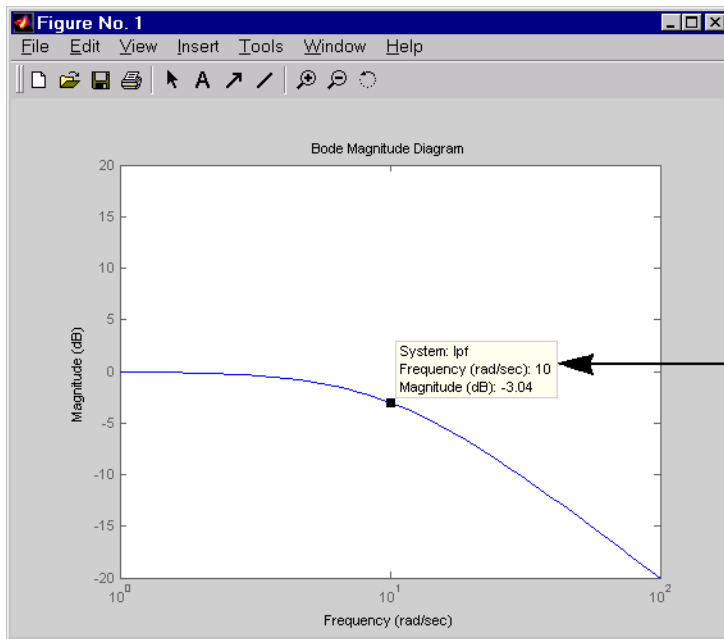 Figure No. 1
File Edit View Insert Tools Window Help
A
Bode Magnitude Diagram
20
15
10
5
0
-5
-10
-15
-20
Magnitude (dB)
System: lpf
Frequency (rad/sec): 10
Magnitude (dB): -3.04
10^0 10^1 10^2
Frequency (rad/sec)